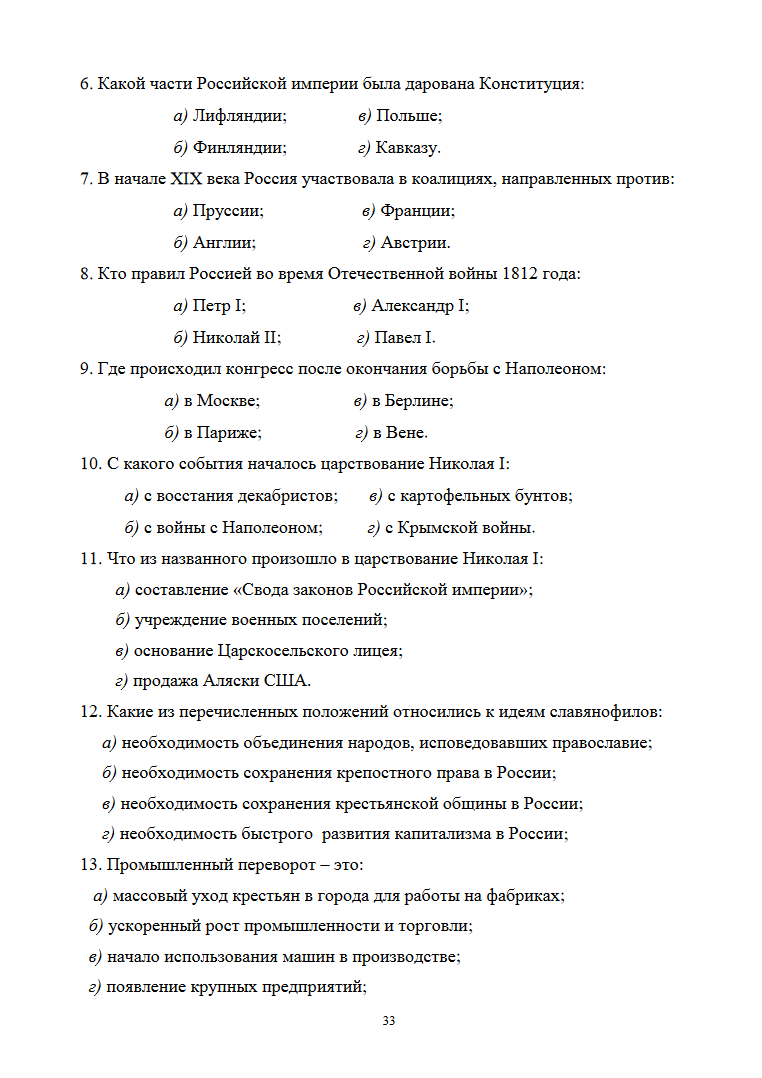 6. Какой части Российской империи была дарована Конституция:
а) Лифляндии; в) Польше;
б) Финляндии; г) Кавказу.
7. В начале XIX века Россия участвовала в коалициях, направленных против:
а) Пруссии; в) Франции;
б) Англии; г) Австрии.
8. Кто правил Россией во время Отечественной войны 1812 года:
а) Петр I; в) Александр I;
б) Николай II; г) Павел I.
9. Где происходил конгресс после окончания борьбы с Наполеоном:
а) в Москве; в) в Берлине;
б) в Париже; г) в Вене.
10. С какого события началось царствование Николая I:
а) с восстания декабристов; в) с картофельных бунтов;
б) с войны с Наполеоном; г) с Крымской войны.
11. Что из названного произошло в царствование Николая I:
а) составление «Свода законов Российской империи»;
б) учреждение военных поселений;
в) основание Царскосельского лицея;
г) продажа Аляски США.
12. Какие из перечисленных положений относились к идеям славянофилов:
а) необходимость объединения народов, исповедовавших православие;
б) необходимость сохранения крепостного права в России;
в) необходимость сохранения крестьянской общины в России;
г) необходимость быстрого развития капитализма в России;
13. Промышленный переворот – это:
а) массовый уход крестьян в города для работы на фабриках;
б) ускоренный рост промышленности и торговли;
в) начало использования машин в производстве;
г) появление крупных предприятий;
33